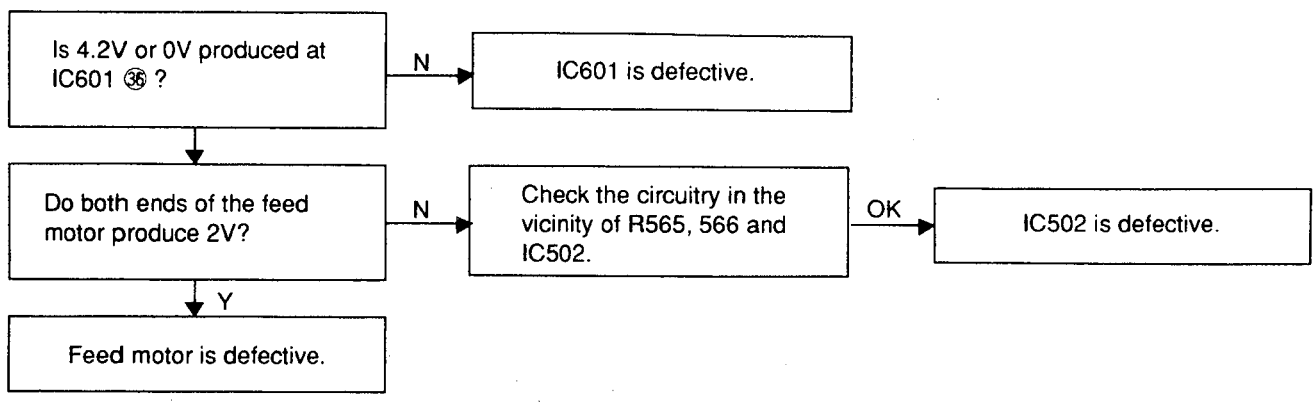 Is 4.2V or 0V produced at
IC601 ㊱ ?
N
IC601 is defective.
Do both ends of the feed
motor produce 2V?
N
Check the circuitry in the
vicinity of R565, 566 and
IC502.
OK
IC502 is defective.
Y
Feed motor is defective.